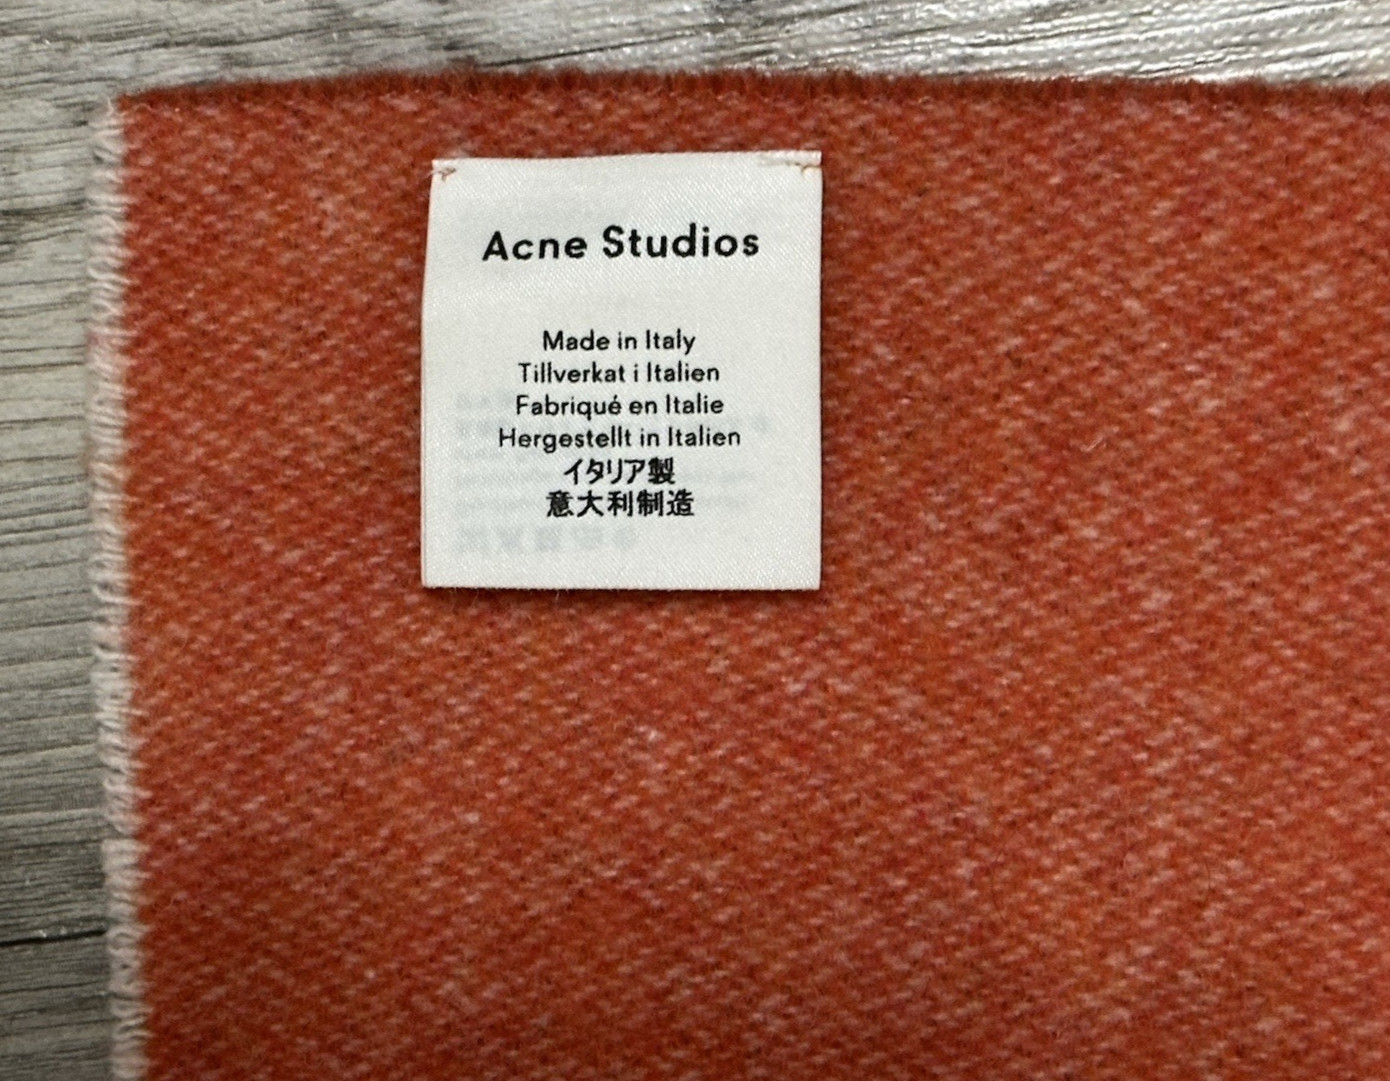 Acne Studios
Made in Italy
Tillverkat i Italien
Fabriqué en Italie
Hergestellt in Italien
イタリア製
意大利制造